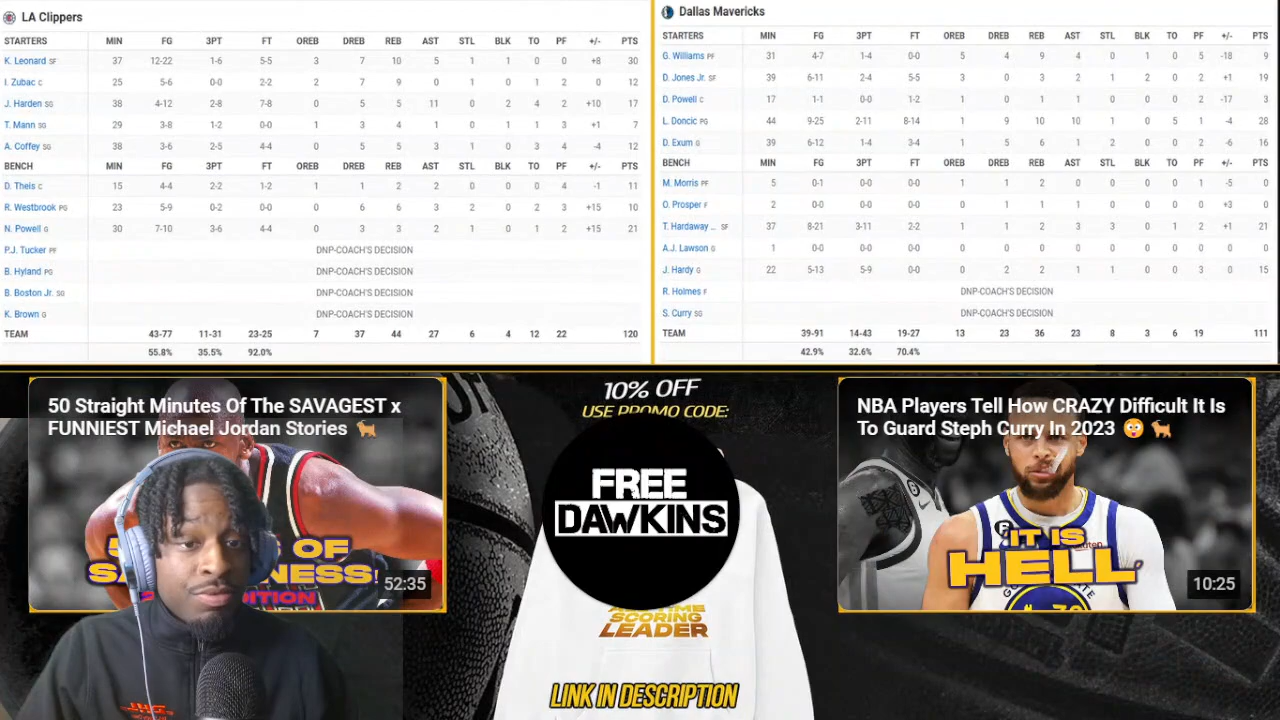 LA Clippers
STARTERS MIN FG 3PT FT OREB DREB REB AST STL BLK TO PF +/- PTS
K. Leonard SF 37 12-22 1-6 5-5 3 7 10 5 1 1 0 0 +8 30
I. Zubac C 25 5-6 0-0 2-2 2 7 9 0 1 0 0 2 0 12
J. Harden SG 38 4-12 2-8 7-8 0 5 5 11 0 2 4 2 +10 17
T. Mann SG 29 3-8 1-2 0-0 1 3 4 1 0 1 1 3 +1 7
A. Coffey SG 38 3-6 2-5 4-4 0 5 5 3 1 0 3 4 -4 12
BENCH MIN FG 3PT FT OREB DREB REB AST STL BLK TO PF +/- PTS
D. Theis C 15 4-4 2-2 1-2 1 1 2 2 0 0 0 4 -1 11
R. Westbrook PG 23 5-9 0-2 0-0 0 6 6 3 2 0 2 3 +15 10
N. Powell G 30 7-10 3-6 4-4 0 3 3 2 1 0 1 2 +15 21
P.J. Tucker PF DNP-COACH'S DECISION
B. Hyland PG DNP-COACH'S DECISION
B. Boston Jr. SG DNP-COACH'S DECISION
K. Brown G DNP-COACH'S DECISION
TEAM 43-77 11-31 23-25 7 37 44 27 6 4 12 22 120
55.8% 35.5% 92.0%
Dallas Mavericks
STARTERS MIN FG 3PT FT OREB DREB REB AST STL BLK TO PF +/- PTS
G. Williams PF 31 4-7 1-4 0-0 5 4 9 4 1 0 0 5 -18 9
D. Jones Jr. SF 39 6-11 2-4 5-5 3 0 3 2 1 2 0 2 +1 19
D. Powell C 17 1-1 0-0 1-2 1 0 1 1 0 0 0 2 -17 3
L. Doncic PG 44 9-25 2-11 8-14 1 9 10 10 1 0 5 1 -4 28
D. Exum G 39 6-12 1-4 3-4 1 5 6 1 2 0 0 2 -6 16
BENCH MIN FG 3PT FT OREB DREB REB AST STL BLK TO PF +/- PTS
M. Morris PF 5 0-1 0-0 0-0 1 1 2 0 0 0 0 1 -5 0
O. Prosper F 2 0-0 0-0 0-0 0 1 1 1 0 0 0 0 +3 0
T. Hardaway ... SF 37 8-21 3-11 2-2 1 1 2 3 3 0 1 2 +1 21
A.J. Lawson G 1 0-0 0-0 0-0 0 0 0 0 0 0 0 0 0 0
J. Hardy G 22 5-13 5-9 0-0 0 2 2 1 1 0 0 3 0 15
R. Holmes F DNP-COACH'S DECISION
S. Curry SG DNP-COACH'S DECISION
TEAM 39-91 14-43 19-27 13 23 36 23 8 3 6 19 111
42.9% 32.6% 70.4%
50 Straight Minutes Of The SAVAGEST x
FUNNIEST Michael Jordan Stories 🐐
OF
52:35
10% OFF
USE PROMO CODE:
FREE
DAWKINS
SCORING
LEADER
LINK IN DESCRIPTION
NBA Players Tell How CRAZY Difficult It Is
To Guard Steph Curry In 2023 😳 🐐
IT IS
HELL
10:25